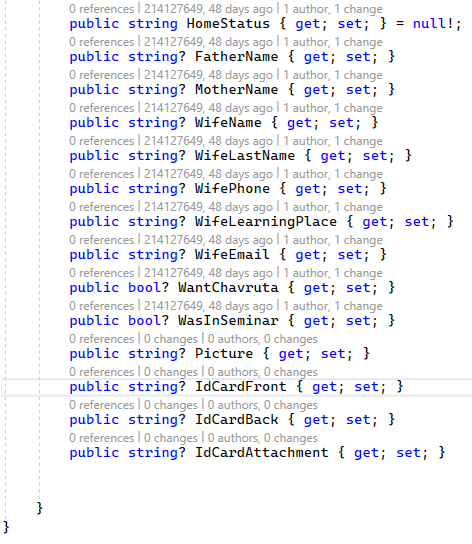 0 references | 214127649, 48 days ago | 1 author, 1 change
public string HomeStatus { get; set; } = null!;
0 references | 214127649, 48 days ago | 1 author, 1 change
public string? FatherName { get; set; }
0 references | 214127649, 48 days ago | 1 author, 1 change
public string? MotherName { get; set; }
0 references | 214127649, 48 days ago | 1 author, 1 change
public string? WifeName { get; set; }
0 references | 214127649, 48 days ago | 1 author, 1 change
public string? WifeLastName { get; set; }
0 references | 214127649, 48 days ago | 1 author, 1 change
public string? WifePhone { get; set; }
0 references | 214127649, 48 days ago | 1 author, 1 change
public string? WifeLearningPlace { get; set; }
0 references | 214127649, 48 days ago | 1 author, 1 change
public string? WifeEmail { get; set; }
0 references | 214127649, 48 days ago | 1 author, 1 change
public bool? WantChavruta { get; set; }
0 references | 214127649, 48 days ago | 1 author, 1 change
public bool? WasInSeminar { get; set; }
0 references | 0 changes | 0 authors, 0 changes
public string? Picture { get; set; }
0 references | 0 changes | 0 authors, 0 changes
public string? IdCardFront { get; set; }
0 references | 0 changes | 0 authors, 0 changes
public string? IdCardBack { get; set; }
0 references | 0 changes | 0 authors, 0 changes
public string? IdCardAttachment { get; set; }
}
}